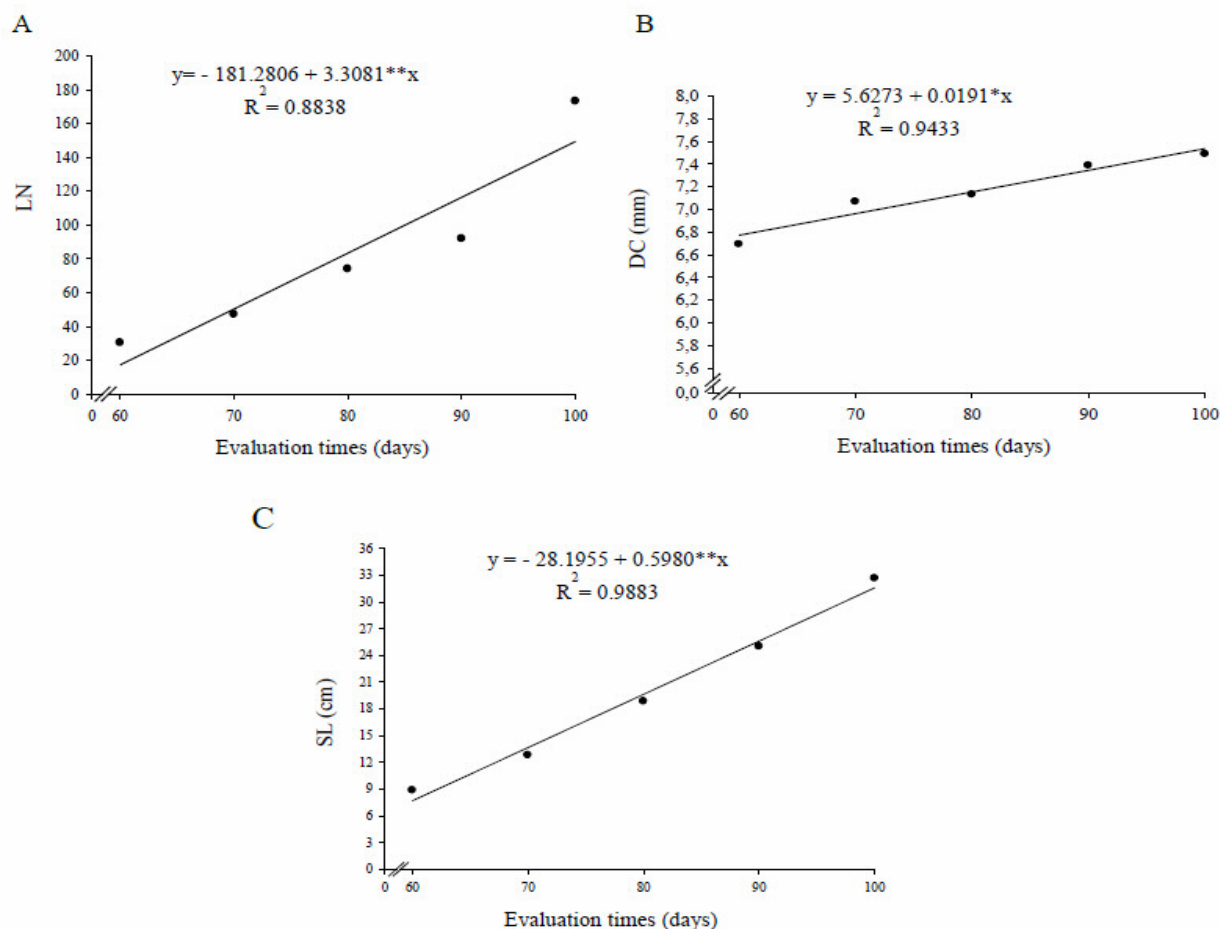 A
y= - 181.2806 + 3.3081**x
R² = 0.8838
LN
200
180
160
140
120
100
80
60
40
20
0
0 60 70 80 90 100
Evaluation times (days)
B
y = 5.6273 + 0.0191*x
R² = 0.9433
DC (mm)
8,0
7,8
7,6
7,4
7,2
7,0
6,8
6,6
6,4
6,2
6,0
5,8
5,6
0,0
0 60 70 80 90 100
Evaluation times (days)
C
y = - 28.1955 + 0.5980**x
R² = 0.9883
SL (cm)
36
33
30
27
24
21
18
15
12
9
6
3
0
0 60 70 80 90 100
Evaluation times (days)